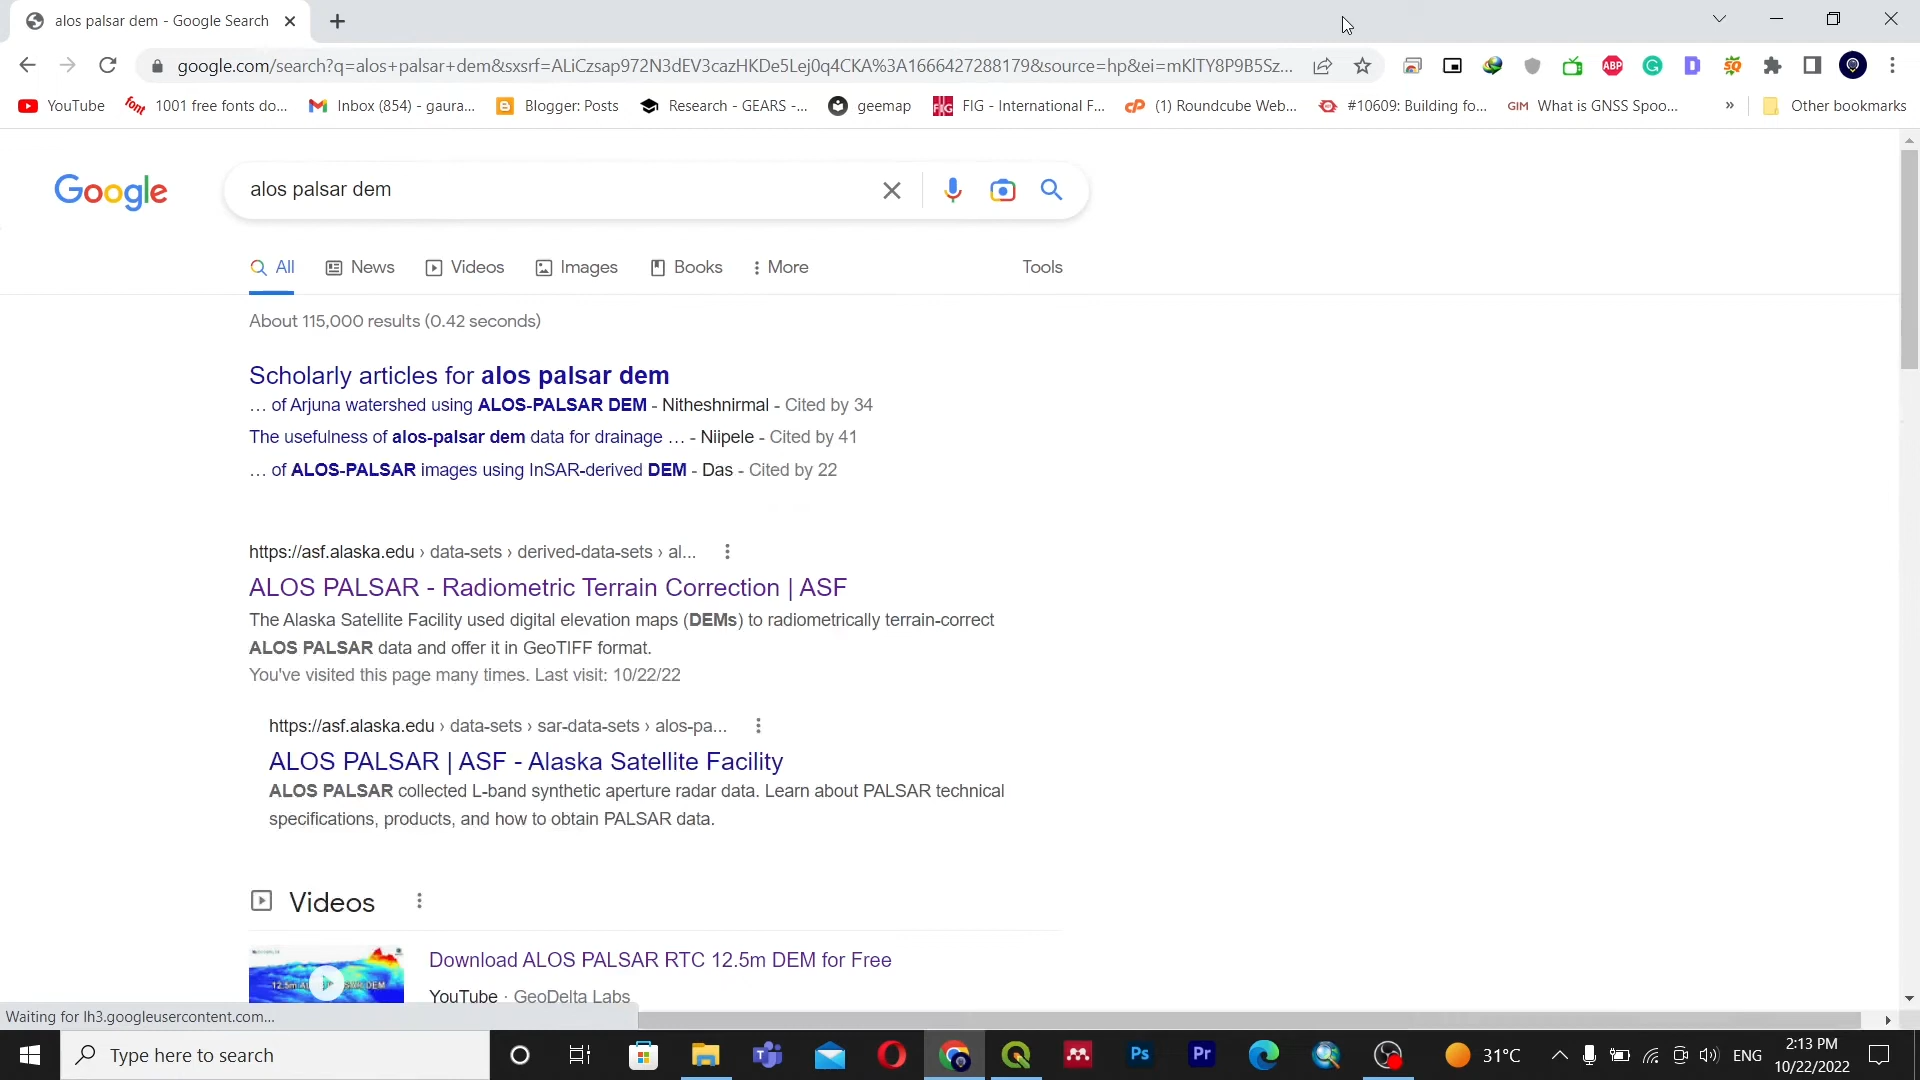 alos palsar dem - Google Search
google.com/search?q=alos+palsar+dem&sxsrf=ALiCzsap972N3dEV3cazHKDe5Lej0q4CKA%3A1666427288179&source=hp&ei=mKlTY8P9B5Sz...
ABP
YouTube
font
1001 free fonts do...
Inbox (854) - gaura...
Blogger: Posts
Research - GEARS -...
geemap
FIG
FIG - International F...
(1) Roundcube Web...
#10609: Building fo...
GIM
What is GNSS Spoo...
»
Other bookmarks
Google
alos palsar dem
All
News
Videos
Images
Books
More
Tools
About 115,000 results (0.42 seconds)
Scholarly articles for alos palsar dem
… of Arjuna watershed using ALOS-PALSAR DEM - Nitheshnirmal - Cited by 34
The usefulness of alos-palsar dem data for drainage … - Niipele - Cited by 41
… of ALOS-PALSAR images using InSAR-derived DEM - Das - Cited by 22
https://asf.alaska.edu › data-sets › derived-data-sets › al...
ALOS PALSAR - Radiometric Terrain Correction | ASF
The Alaska Satellite Facility used digital elevation maps (DEMs) to radiometrically terrain-correct
ALOS PALSAR data and offer it in GeoTIFF format.
You've visited this page many times. Last visit: 10/22/22
https://asf.alaska.edu › data-sets › sar-data-sets › alos-pa...
ALOS PALSAR | ASF - Alaska Satellite Facility
ALOS PALSAR collected L-band synthetic aperture radar data. Learn about PALSAR technical
specifications, products, and how to obtain PALSAR data.
Videos
Download ALOS PALSAR RTC 12.5m DEM for Free
YouTube · GeoDelta Labs
Waiting for lh3.googleusercontent.com...
Type here to search
Ps
Pr
31°C
ENG
2:13 PM
10/22/2022